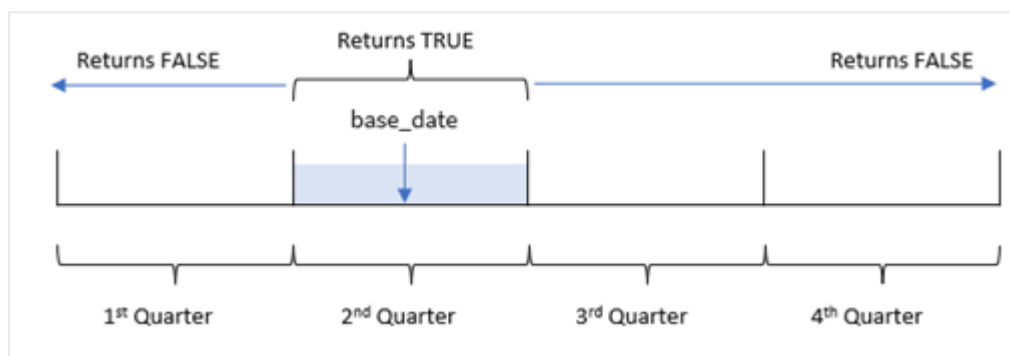 Returns TRUE
Returns FALSE
Returns FALSE
base_date
1st Quarter
2nd Quarter
3rd Quarter
4th Quarter